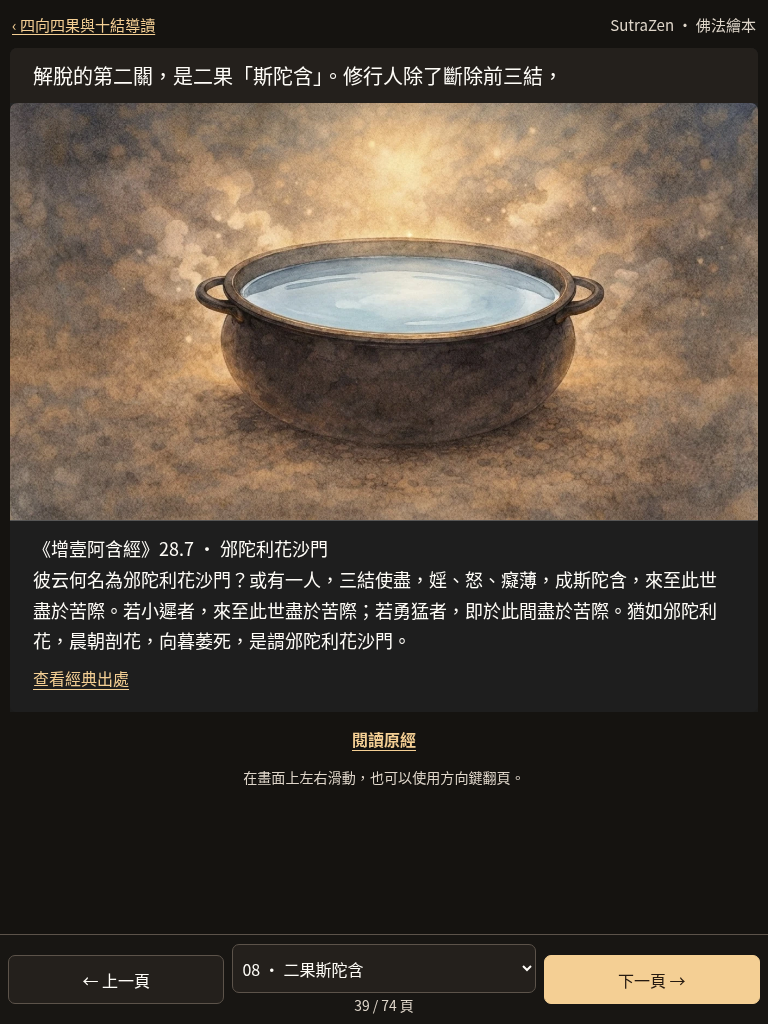 ‹ 四向四果與十結導讀
SutraZen · 佛法繪本
解脫的第二關，是二果「斯陀含」。修行人除了斷除前三結，
《增壹阿含經》28.7 · 邠陀利花沙門
彼云何名為邠陀利花沙門？或有一人，三結使盡，婬、怒、癡薄，成斯陀含，來至此世
盡於苦際。若小遲者，來至此世盡於苦際；若勇猛者，即於此間盡於苦際。猶如邠陀利
花，晨朝剖花，向暮萎死，是謂邠陀利花沙門。
查看經典出處
閱讀原經
在畫面上左右滑動，也可以使用方向鍵翻頁。
← 上一頁
08 · 二果斯陀含
下一頁 →
39 / 74 頁